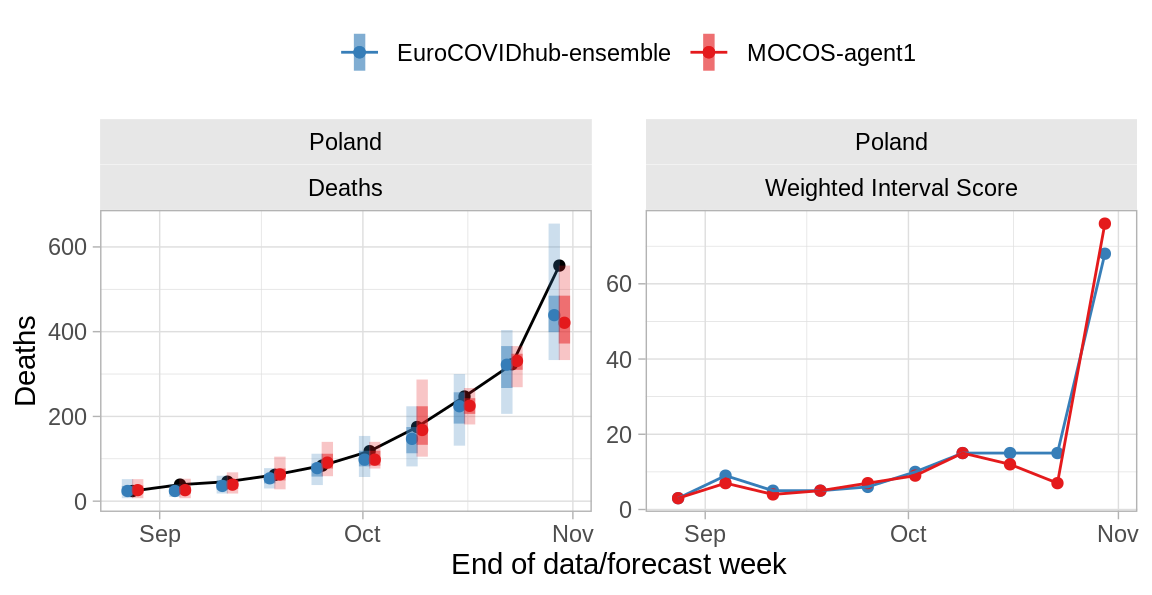 EuroCOVIDhub-ensemble MOCOS-agent1
Poland
Deaths
Poland
Weighted Interval Score
Deaths
600
400
200
0
Sep Oct Nov
60
40
20
0
Sep Oct Nov
End of data/forecast week